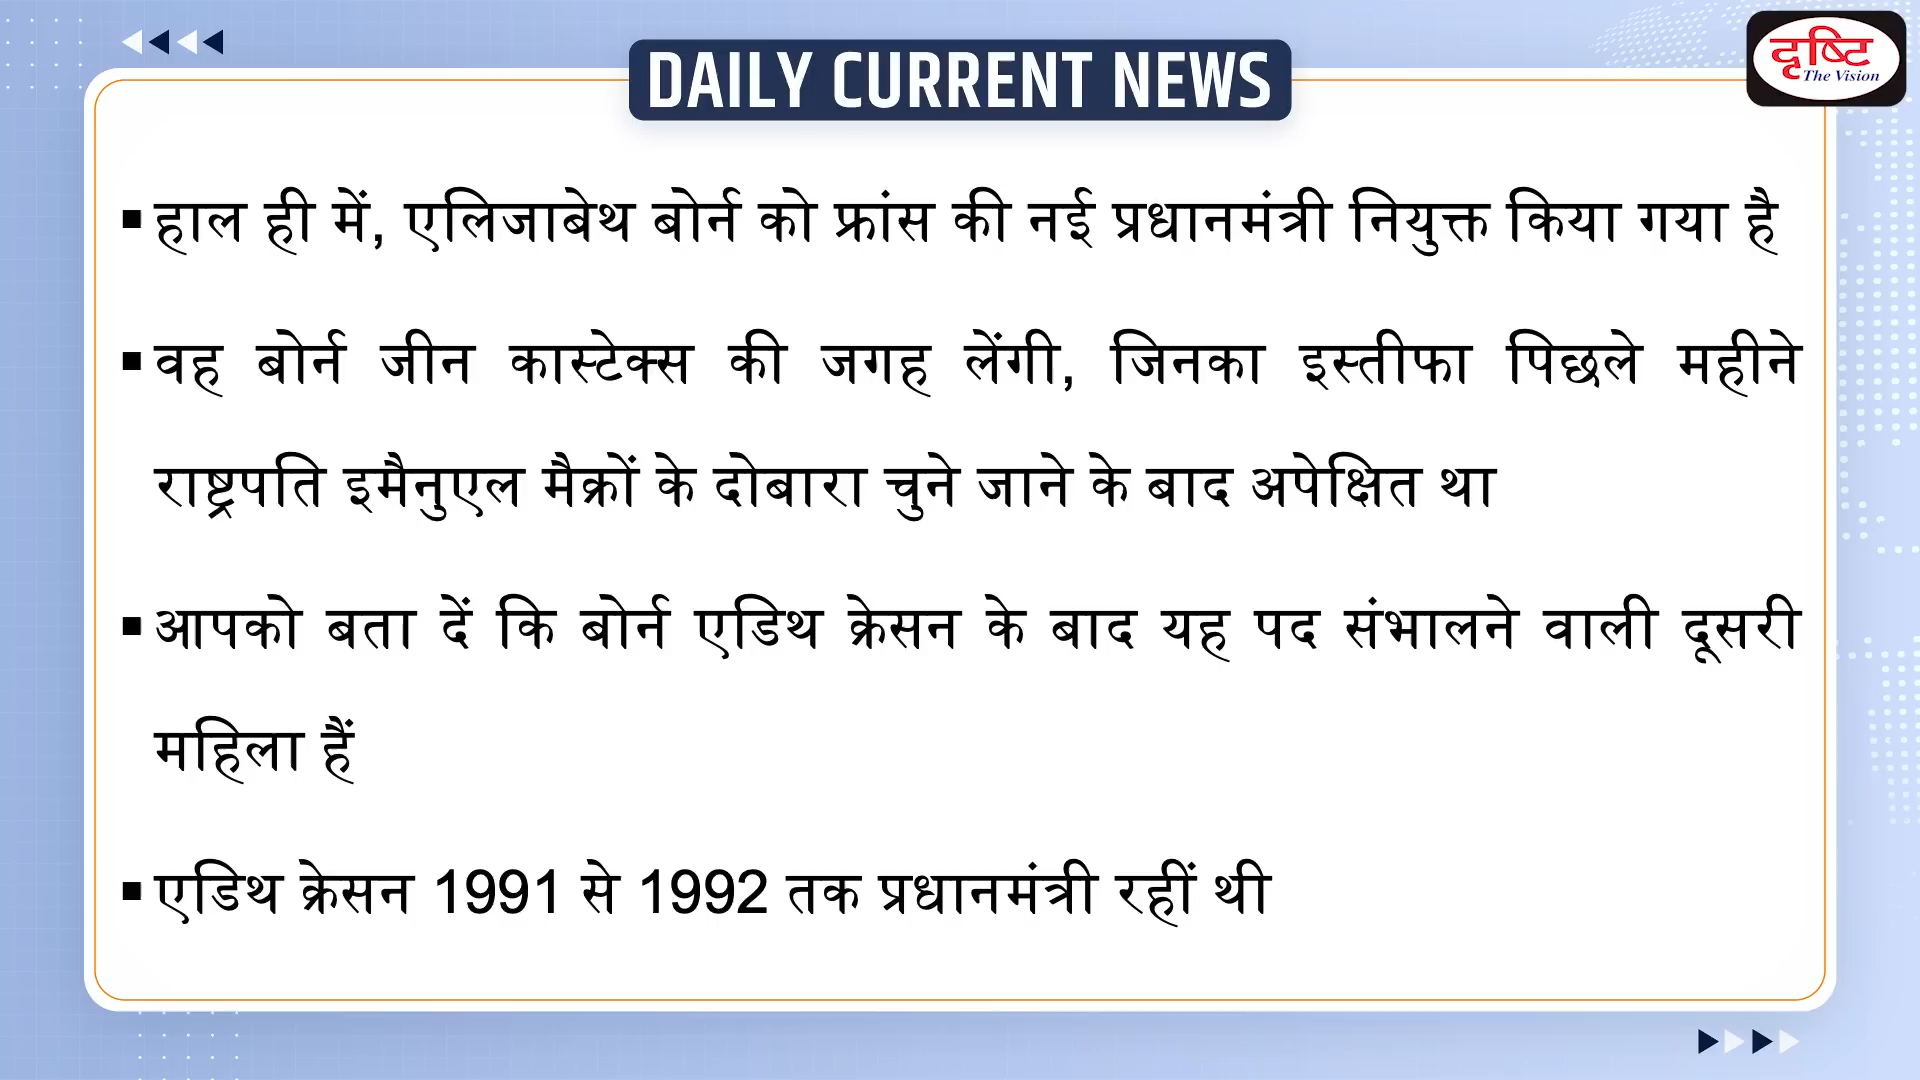 DAILY CURRENT NEWS
दृष्टि
The Vision
▪ हाल ही में, एलिजाबेथ बोर्न को फ्रांस की नई प्रधानमंत्री नियुक्त किया गया है
▪ वह बोर्न जीन कास्टेक्स की जगह लेंगी, जिनका इस्तीफा पिछले महीने
राष्ट्रपति इमैनुएल मैक्रों के दोबारा चुने जाने के बाद अपेक्षित था
▪ आपको बता दें कि बोर्न एडिथ क्रेसन के बाद यह पद संभालने वाली दूसरी
महिला हैं
▪ एडिथ क्रेसन 1991 से 1992 तक प्रधानमंत्री रहीं थी